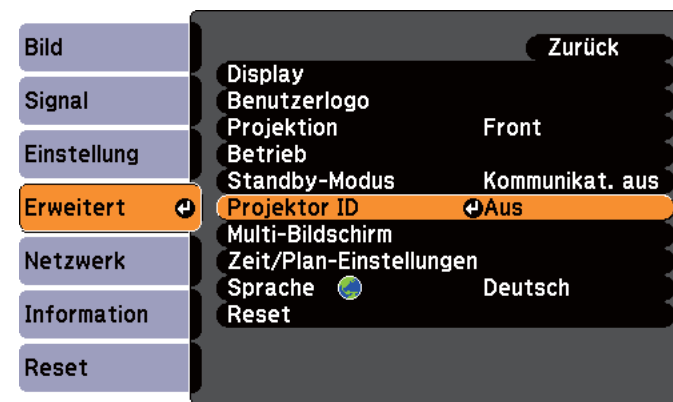 Bild
Signal
Einstellung
Erweitert
Netzwerk
Information
Reset
Zurück
Display
Benutzerlogo
Projektion Front
Betrieb
Standby-Modus Kommunikat. aus
Projektor ID Aus
Multi-Bildschirm
Zeit/Plan-Einstellungen
Sprache Deutsch
Reset